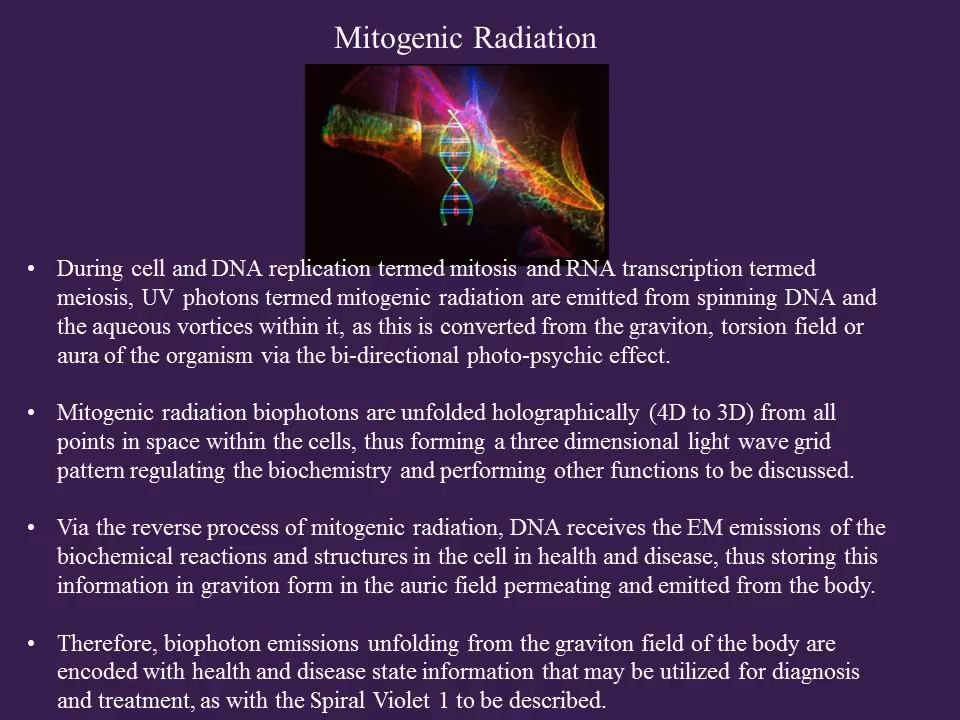 Mitogenic Radiation
• During cell and DNA replication termed mitosis and RNA transcription termed
meiosis, UV photons termed mitogenic radiation are emitted from spinning DNA and
the aqueous vortices within it, as this is converted from the graviton, torsion field or
aura of the organism via the bi-directional photo-psychic effect.
• Mitogenic radiation biophotons are unfolded holographically (4D to 3D) from all
points in space within the cells, thus forming a three dimensional light wave grid
pattern regulating the biochemistry and performing other functions to be discussed.
• Via the reverse process of mitogenic radiation, DNA receives the EM emissions of the
biochemical reactions and structures in the cell in health and disease, thus storing this
information in graviton form in the auric field permeating and emitted from the body.
• Therefore, biophoton emissions unfolding from the graviton field of the body are
encoded with health and disease state information that may be utilized for diagnosis
and treatment, as with the Spiral Violet 1 to be described.